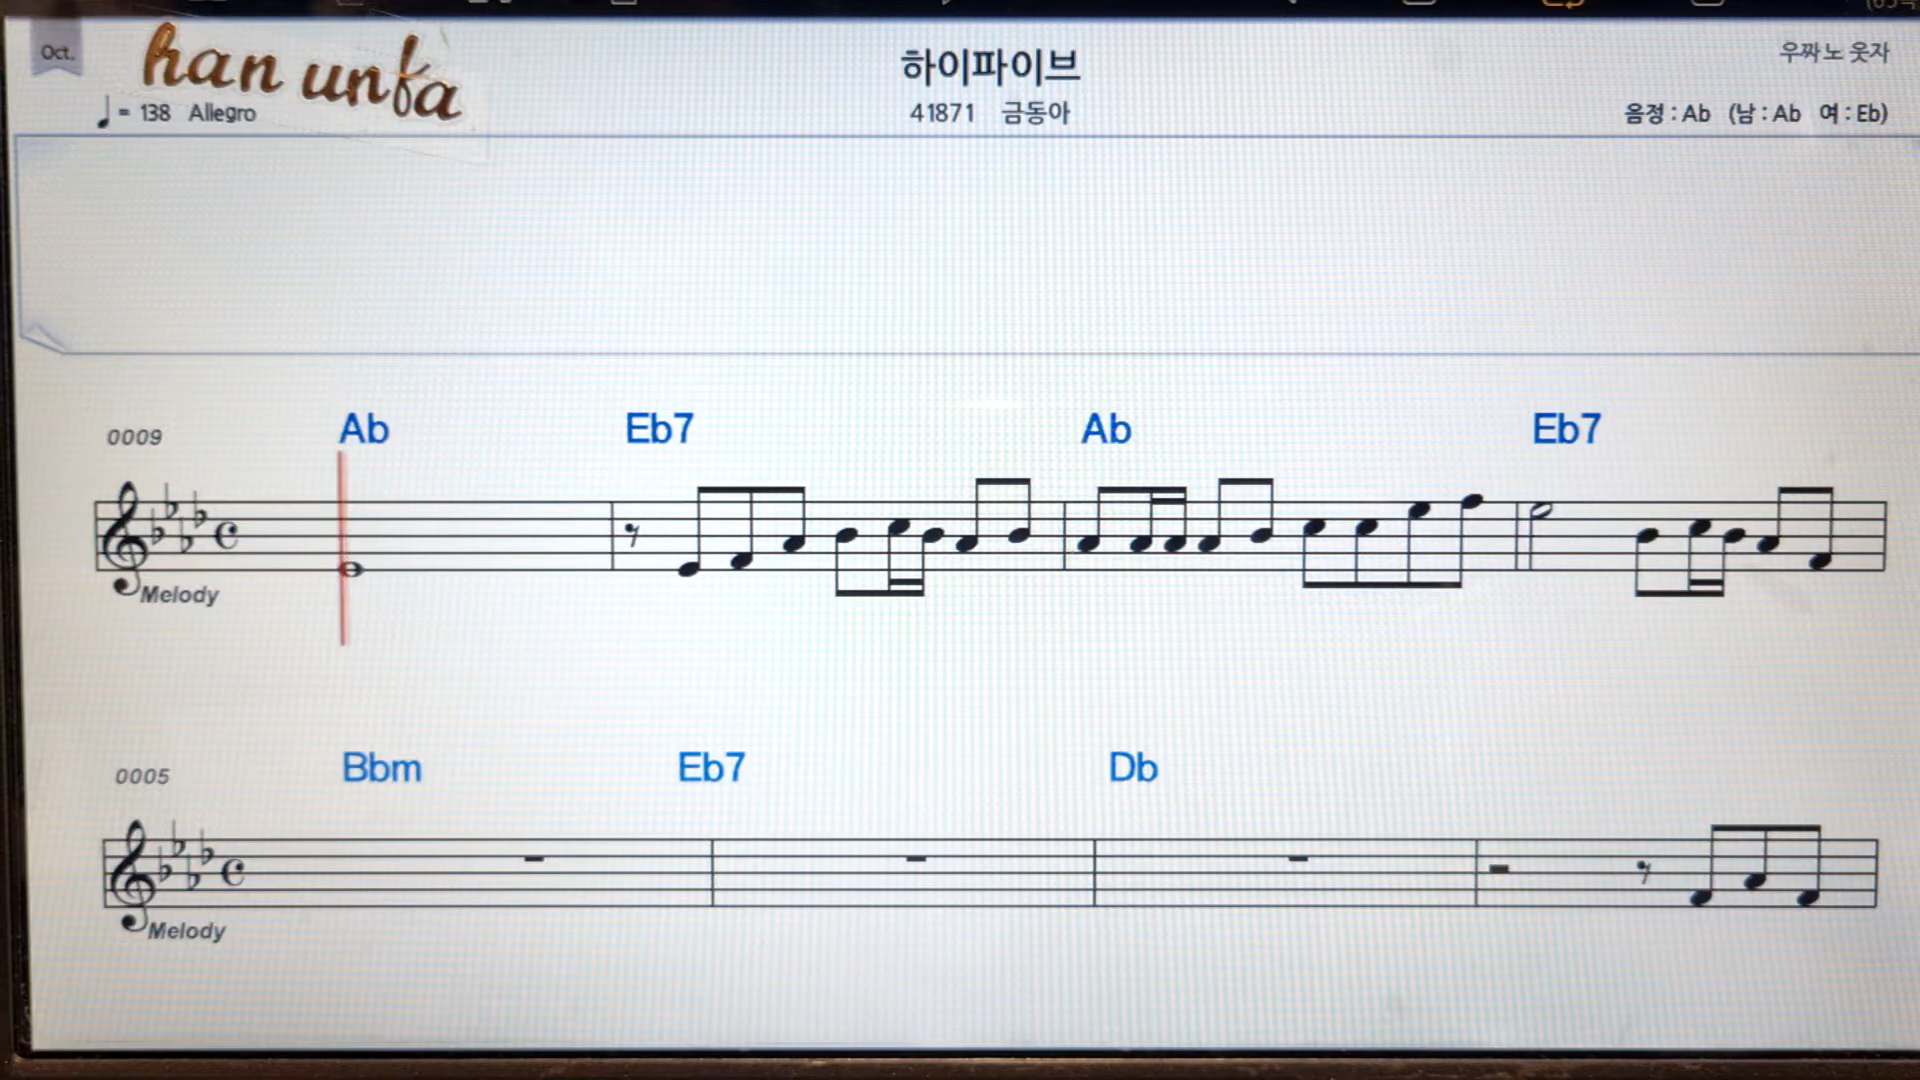 Oct.
han unfa
하이파이브
우짜노 웃자
♩ = 138 Allegro
41871 금동아
음정 : Ab (남 : Ab 여 : Eb)
Ab Eb7 Ab Eb7
0009
Melody
Bbm Eb7 Db
0005
Melody